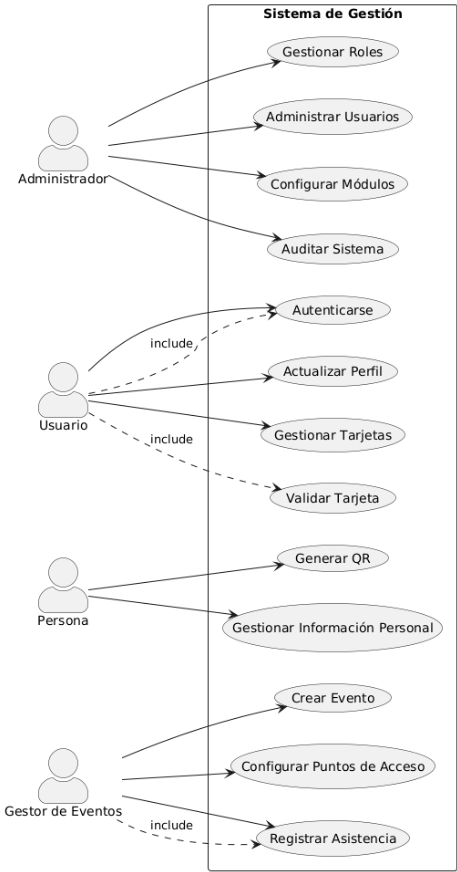 Sistema de Gestión
Gestionar Roles
Administrar Usuarios
Administrador
Configurar Módulos
Auditar Sistema
Autenticarse
include
Actualizar Perfil
Usuario
Gestionar Tarjetas
include
Validar Tarjeta
Generar QR
Persona
Gestionar Información Personal
Crear Evento
Configurar Puntos de Acceso
Gestor de Eventos
include
Registrar Asistencia